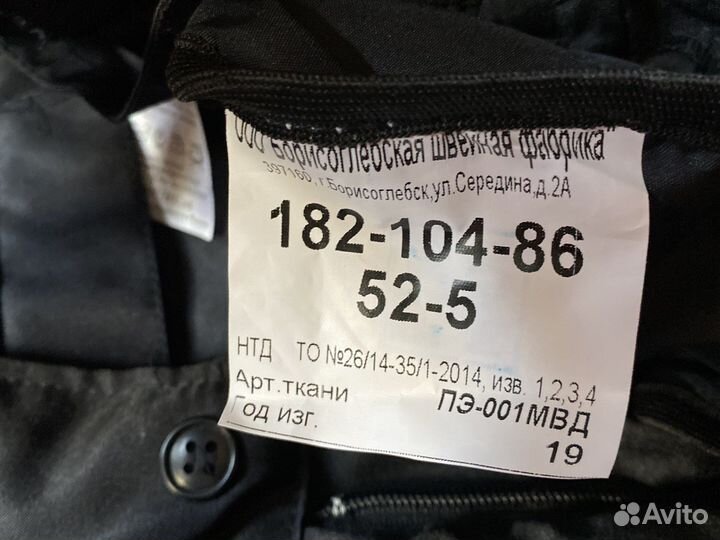 ООО Борисоглебская швейная фабрика"
397160, г.Борисоглебск,ул.Середина,д.2А
182-104-86
52-5
НТД ТО №26/14-35/1-2014, изв. 1,2,3,4
Арт.ткани ПЭ-001МВД
Год изг. 19
Avito